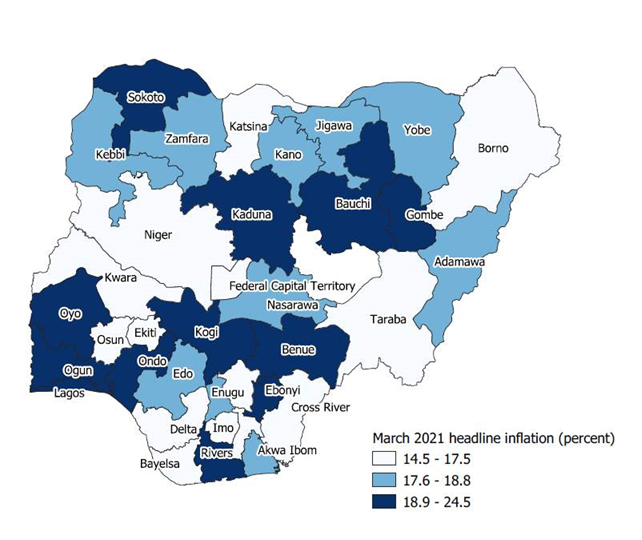 Sokoto
Katsina
Jigawa
Yobe
Zamfara
Borno
Kebbi
Kano
Bauchi
Kaduna
Gombe
Niger
Adamawa
Kwara
Federal Capital Territory
Nasarawa
Oyo
Taraba
Kogi
Osun
Ekiti
Benue
Ondo
Ogun
Edo
Lagos
Enugu
Ebonyi
Cross River
Delta
Imo
Rivers
Akwa Ibom
Bayelsa
March 2021 headline inflation (percent)
14.5 - 17.5
17.6 - 18.8
18.9 - 24.5